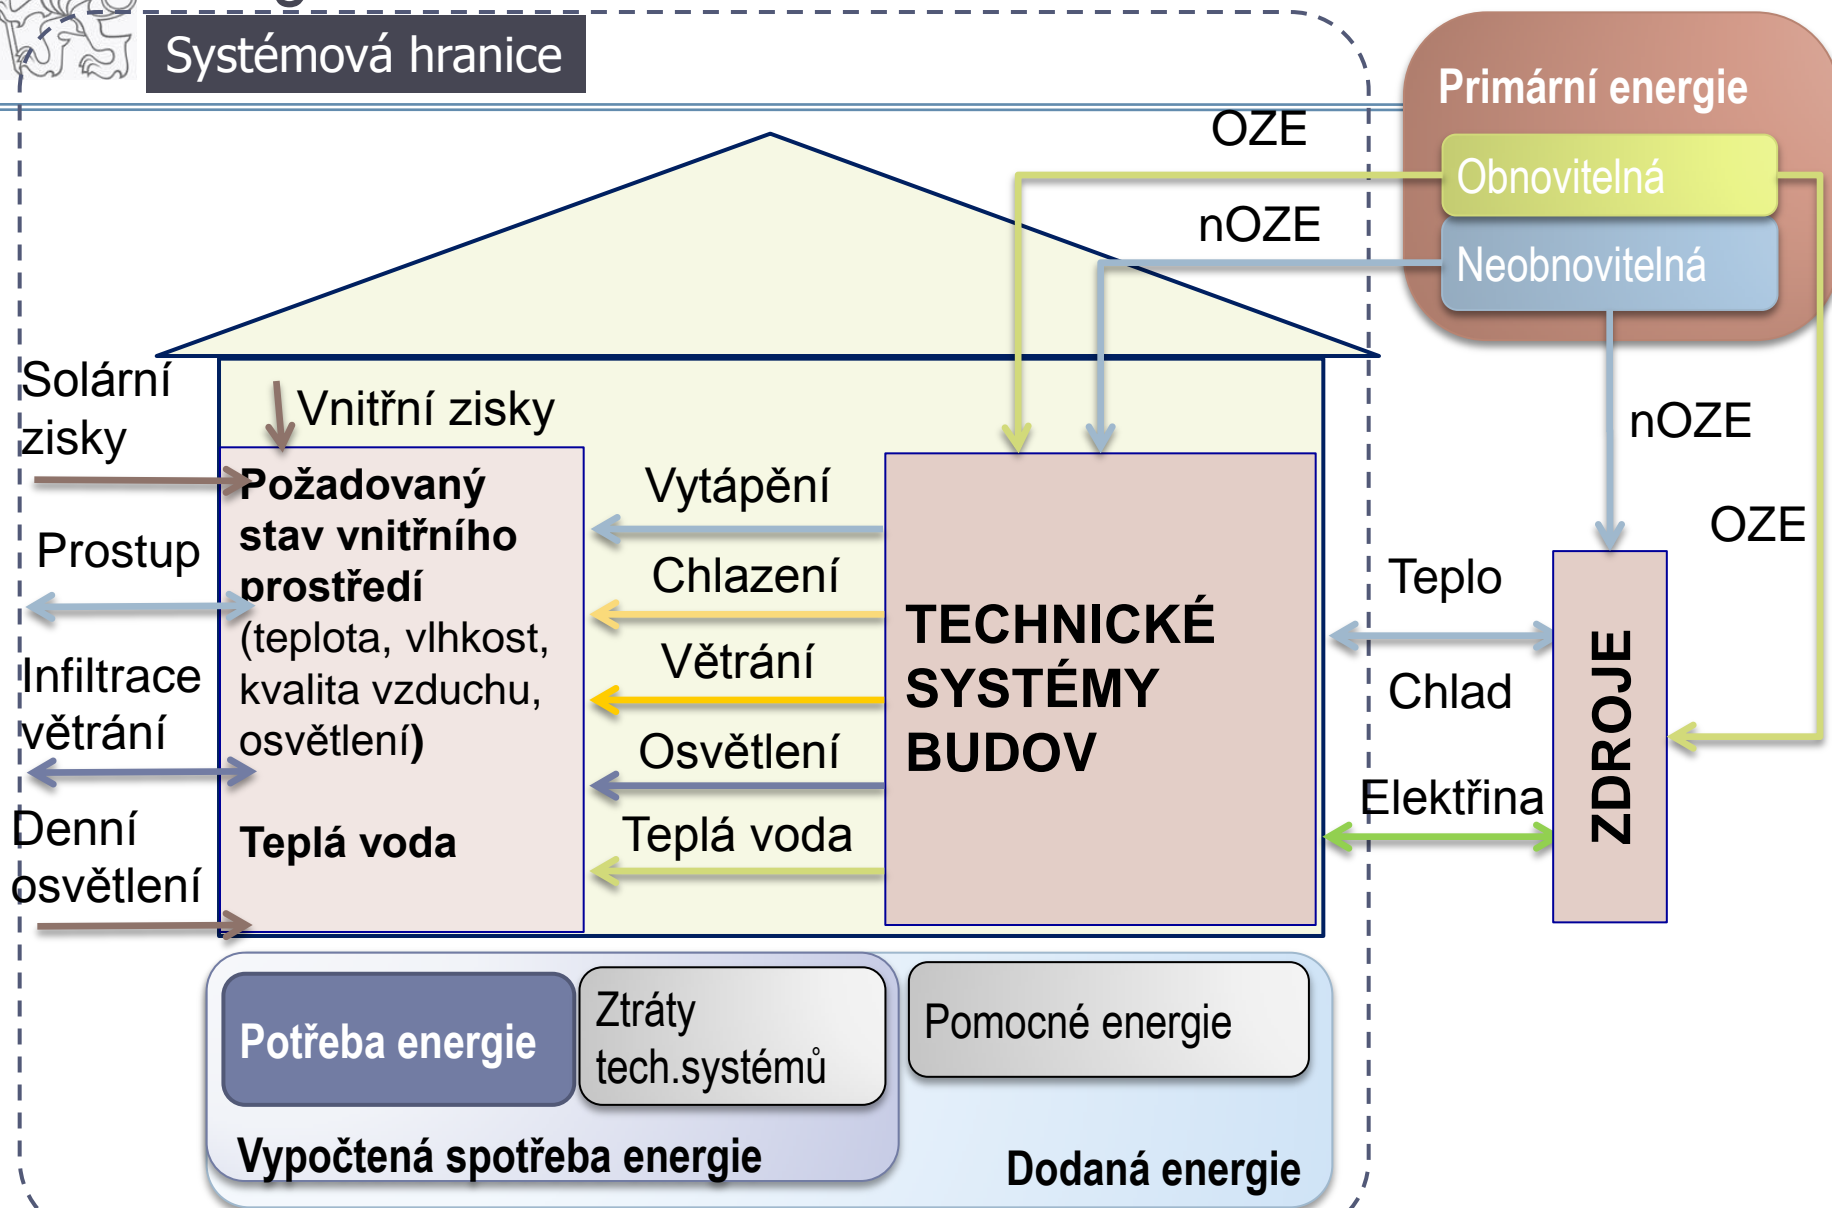 Systémová hranice
Primární energie
Obnovitelná
Neobnovitelná
OZE
nOZE
nOZE
OZE
Solární
zisky
Prostup
Infiltrace
větrání
Denní
osvětlení
Vnitřní zisky
Požadovaný
stav vnitřního
prostředí
(teplota, vlhkost,
kvalita vzduchu,
osvětlení)
Teplá voda
Vytápění
Chlazení
Větrání
Osvětlení
Teplá voda
TECHNICKÉ
SYSTÉMY
BUDOV
Teplo
Chlad
Elektřina
ZDROJE
Potřeba energie
Ztráty
tech.systémů
Pomocné energie
Vypočtená spotřeba energie
Dodaná energie